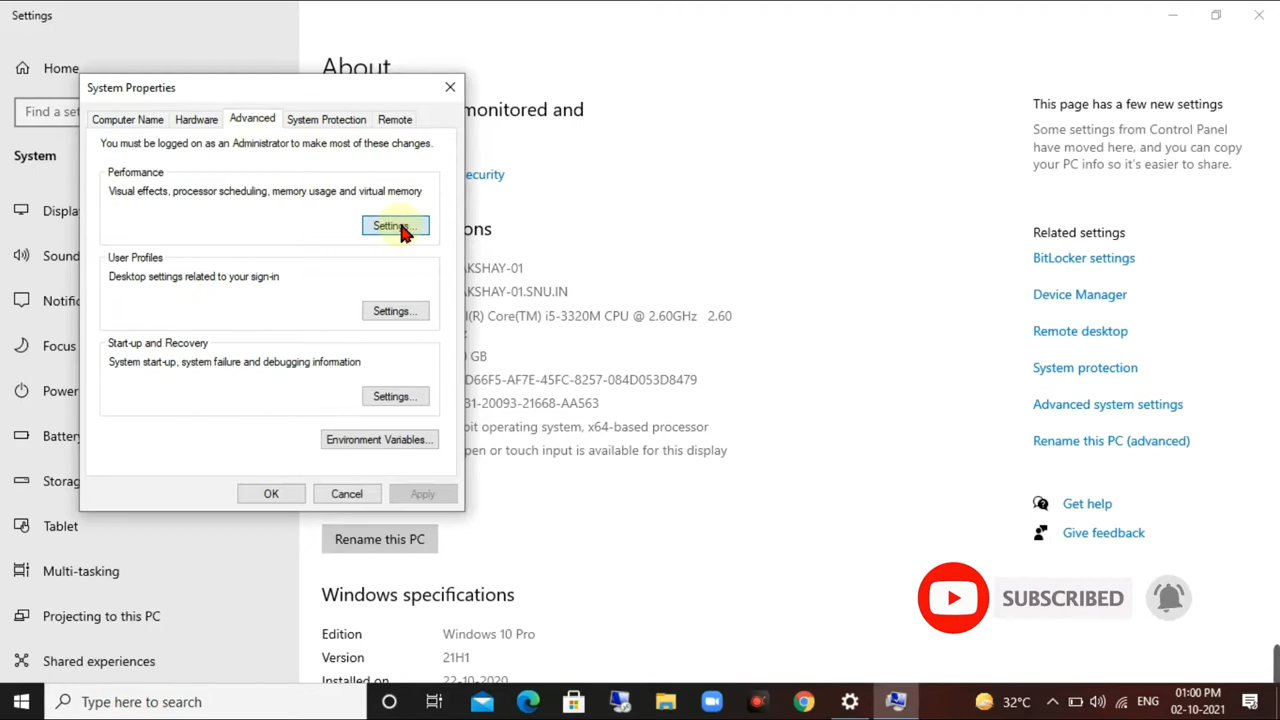 Settings
Home
Find a set
System
Displa
Sound
Notific
Focus
Power
Batter
Storag
Tablet
Multi-tasking
Projecting to this PC
Shared experiences
System Properties
Computer Name
Hardware
Advanced
System Protection
Remote
You must be logged on as an Administrator to make most of these changes.
Performance
Visual effects, processor scheduling, memory usage and virtual memory
Settings...
User Profiles
Desktop settings related to your sign-in
Settings...
Start-up and Recovery
System start-up, system failure and debugging information
Settings...
Environment Variables...
OK
Cancel
Apply
About
monitored and
ecurity
ons
AKSHAY-01
AKSHAY-01.SNU.IN
(R) Core(TM) i5-3320M CPU @ 2.60GHz 2.60
GB
D66F5-AF7E-45FC-8257-084D053D8479
31-20093-21668-AA563
bit operating system, x64-based processor
pen or touch input is available for this display
Rename this PC
Windows specifications
Edition Windows 10 Pro
Version 21H1
Installed on 22-10-2020
This page has a few new settings
Some settings from Control Panel
have moved here, and you can copy
your PC info so it's easier to share.
Related settings
BitLocker settings
Device Manager
Remote desktop
System protection
Advanced system settings
Rename this PC (advanced)
Get help
Give feedback
SUBSCRIBED
Type here to search
32°C
ENG
01:00 PM
02-10-2021